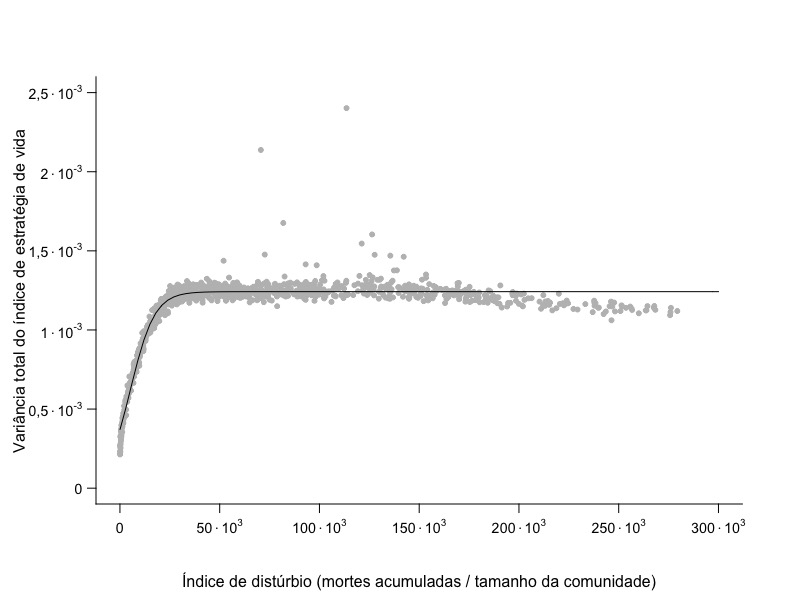 Variância total do índice de estratégia de vida
2,5·10⁻³
2·10⁻³
1,5·10⁻³
1·10⁻³
0,5·10⁻³
0
0 50·10³ 100·10³ 150·10³ 200·10³ 250·10³ 300·10³
Índice de distúrbio (mortes acumuladas / tamanho da comunidade)